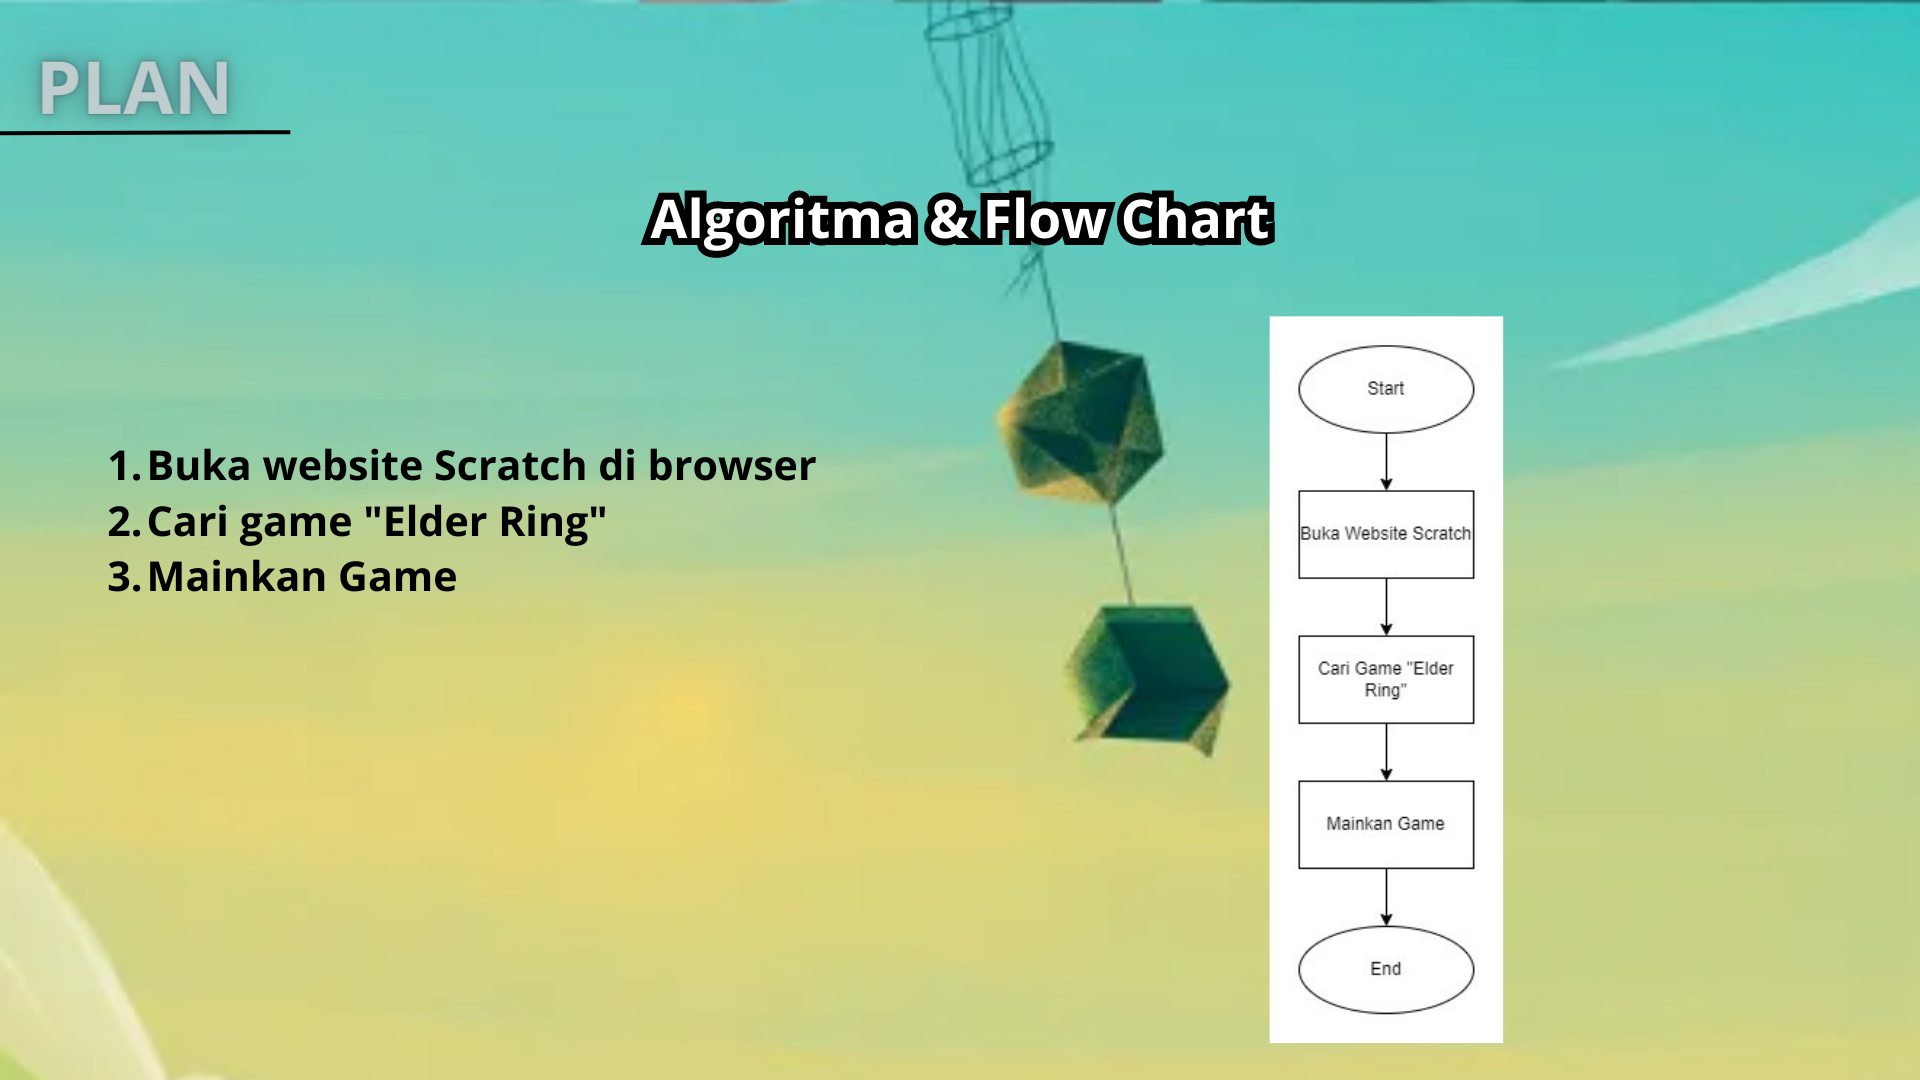 PLAN
Algoritma & Flow Chart
1. Buka website Scratch di browser
2. Cari game "Elder Ring"
3. Mainkan Game
Start
Buka Website Scratch
Cari Game "Elder
Ring"
Mainkan Game
End